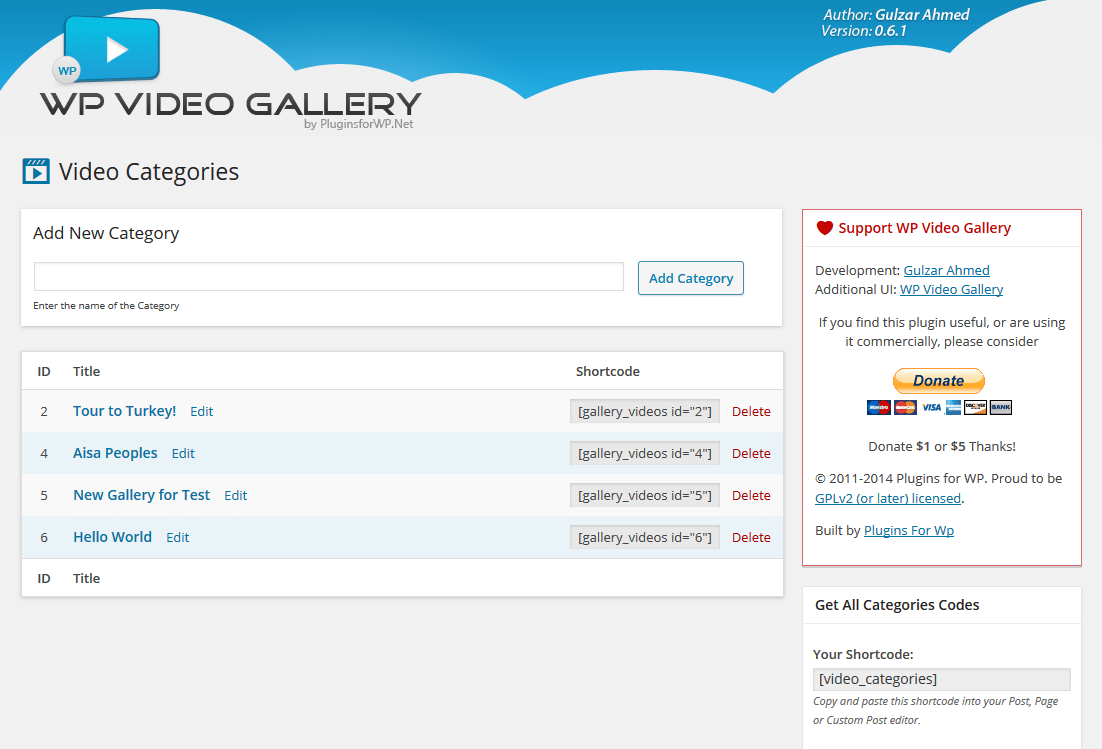 Author: Gulzar Ahmed
Version: 0.6.1
WP
WP VIDEO GALLERY
by PluginsforWP.Net
Video Categories
Add New Category
Add Category
Enter the name of the Category
ID Title Shortcode
2 Tour to Turkey! Edit [gallery_videos id="2"] Delete
4 Aisa Peoples Edit [gallery_videos id="4"] Delete
5 New Gallery for Test Edit [gallery_videos id="5"] Delete
6 Hello World Edit [gallery_videos id="6"] Delete
ID Title
Support WP Video Gallery
Development: Gulzar Ahmed
Additional UI: WP Video Gallery
If you find this plugin useful, or are using
it commercially, please consider
Donate
Maestro MasterCard VISA DISCOVER BANK
Donate $1 or $5 Thanks!
© 2011-2014 Plugins for WP. Proud to be
GPLv2 (or later) licensed.
Built by Plugins For Wp
Get All Categories Codes
Your Shortcode:
[video_categories]
Copy and paste this shortcode into your Post, Page
or Custom Post editor.